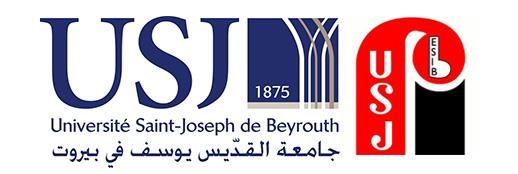 USJ
1875
Université Saint-Joseph de Beyrouth
جامعة القدّيس يوسف في بيروت
USJ
ESIB